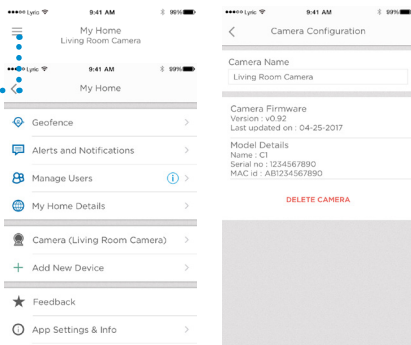 Lyric
9:41 AM
99%
My Home
Living Room Camera
Lyric
9:41 AM
99%
My Home
Geofence
Alerts and Notifications
Manage Users
My Home Details
Camera (Living Room Camera)
Add New Device
Feedback
App Settings & Info
Lyric
9:41 AM
99%
Camera Configuration
Camera Name
Living Room Camera
Camera Firmware
Version : v0.92
Last updated on : 04-25-2017
Model Details
Name : C1
Serial no : 1234567890
MAC id : AB1234567890
DELETE CAMERA